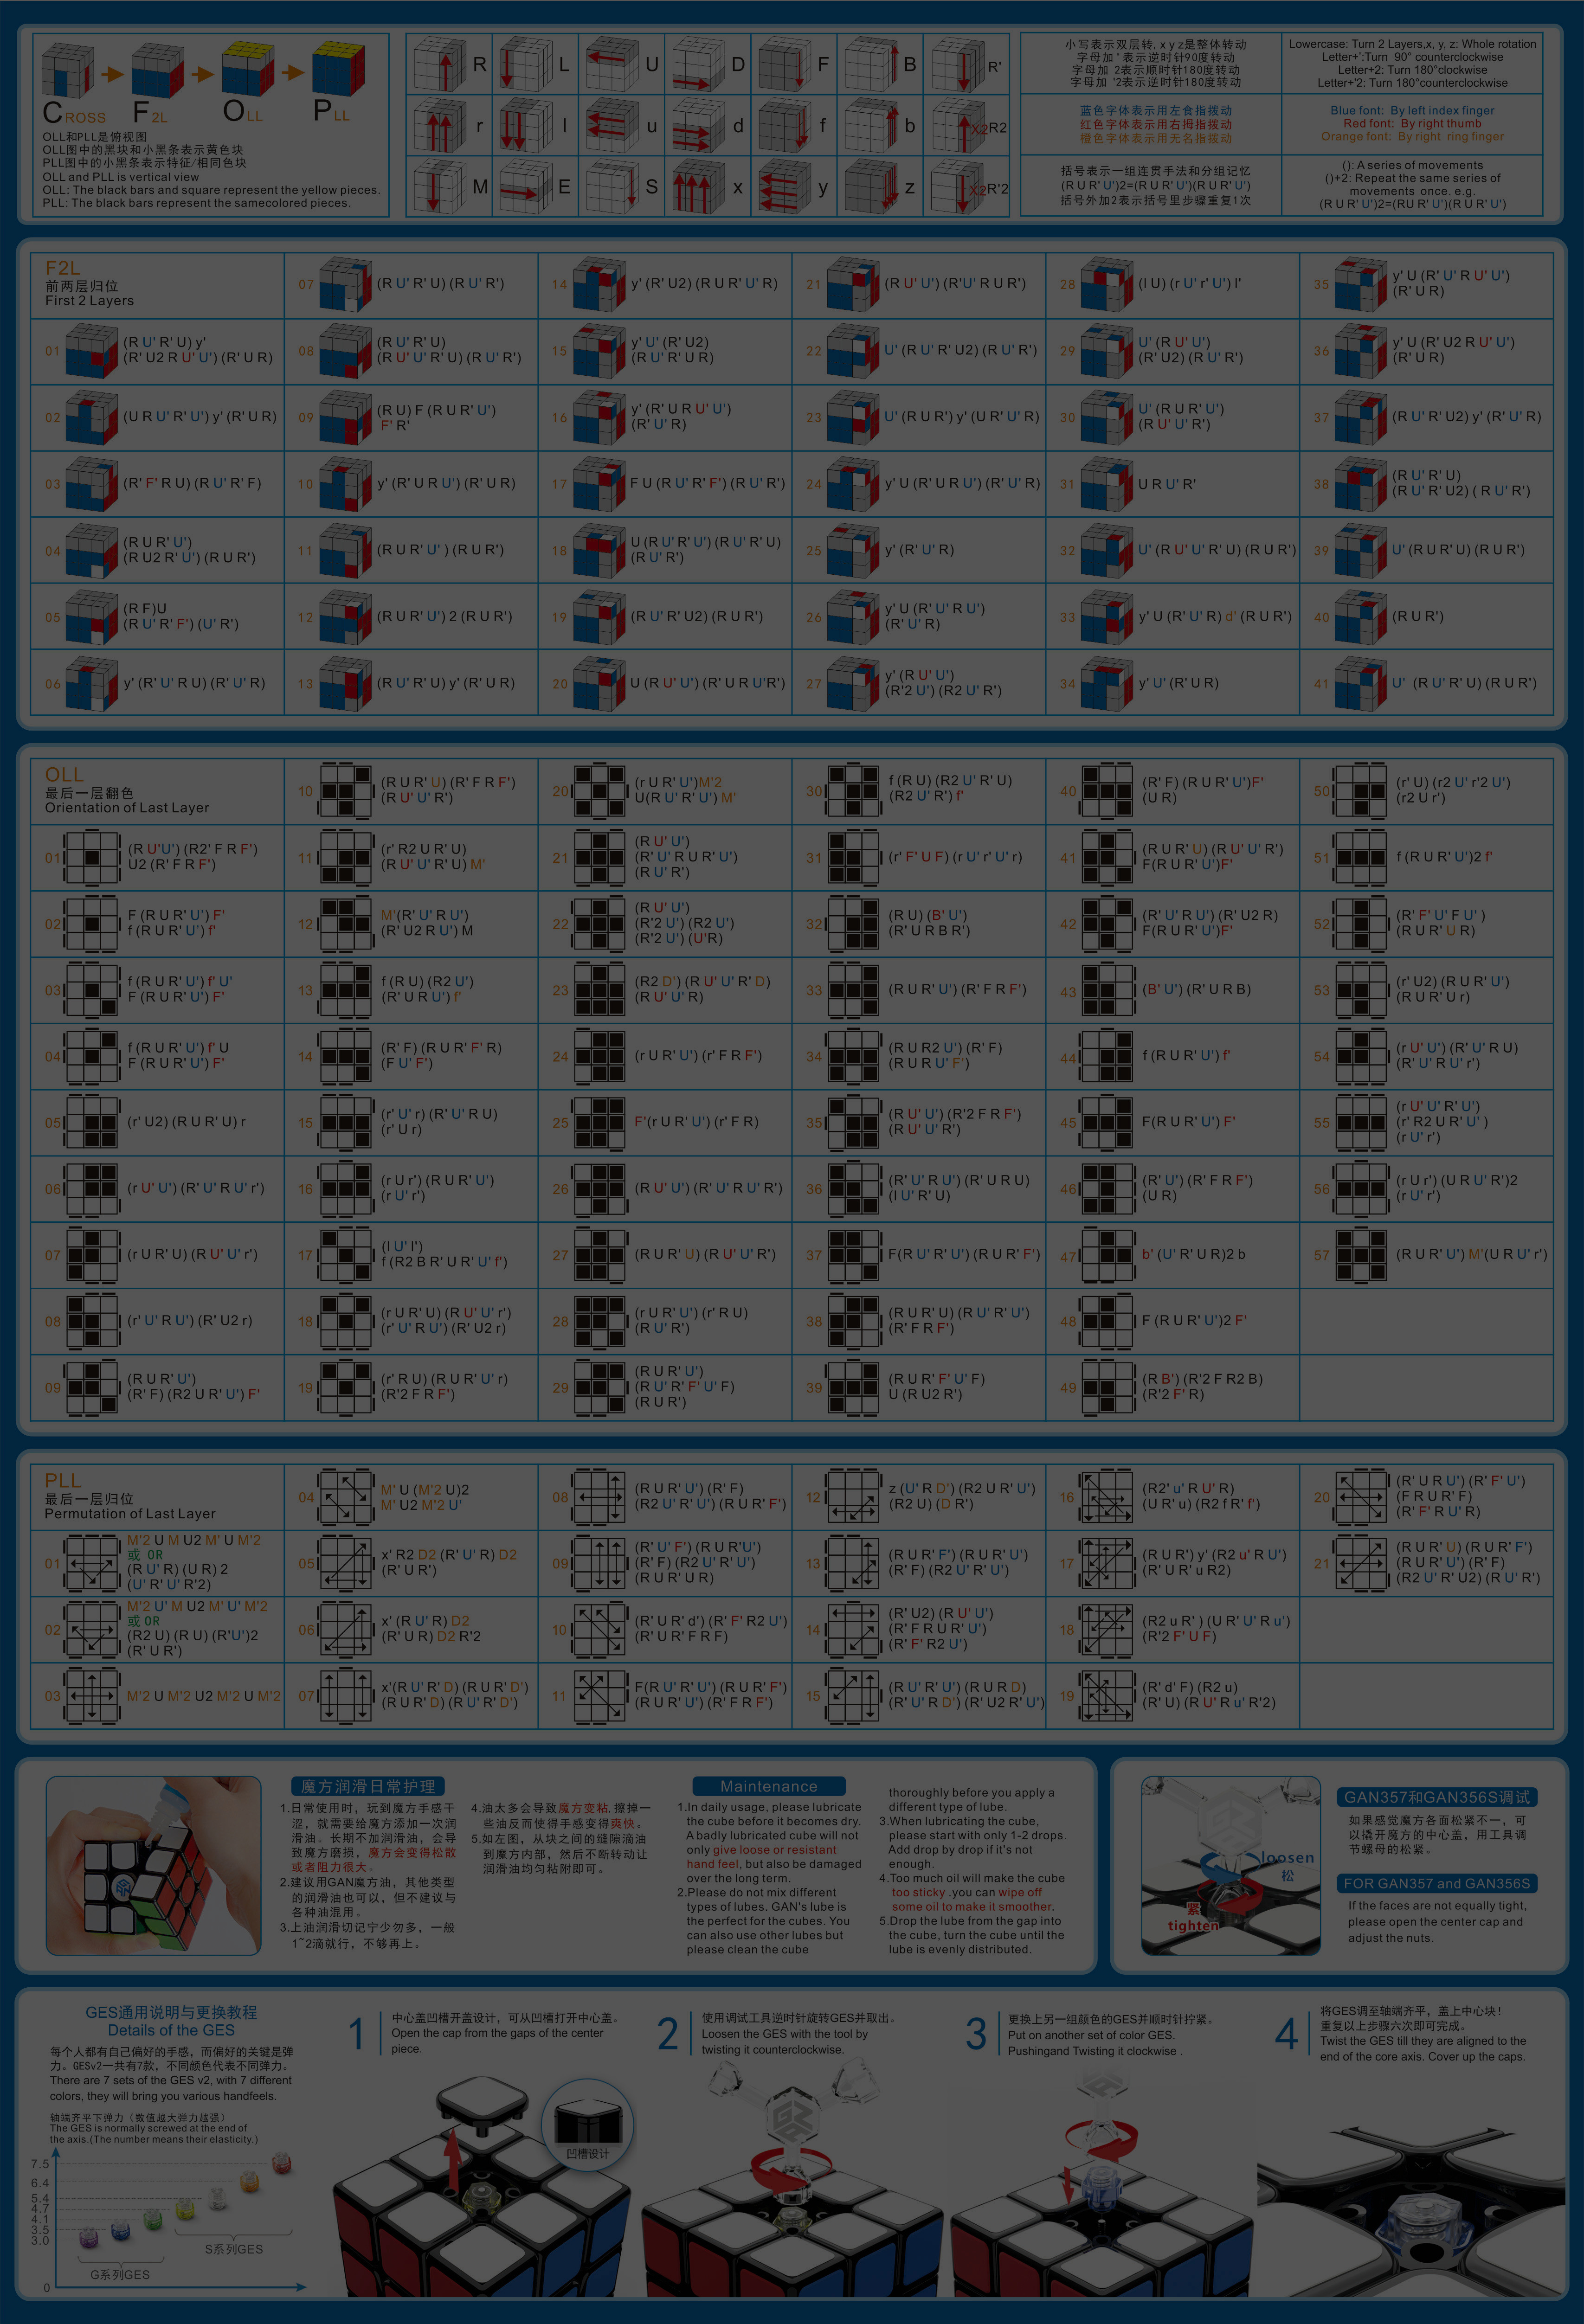 CROSS F2L OLL PLL
OLL和PLL是俯视图
OLL图中的黑块和小黑条表示黄色块
PLL图中的小黑条表示特征/相同色块
OLL and PLL is vertical view
OLL: The black bars and square represent the yellow pieces.
PLL: The black bars represent the samecolored pieces.
R L U D F B R'
r l u d f b X2R2
M E S x y z X2R'2
小写表示双层转, x y z是整体转动
字母加 ' 表示逆时针90度转动
字母加 2表示顺时针180度转动
字母加 '2表示逆时针180度转动
Lowercase: Turn 2 Layers,x, y, z: Whole rotation
Letter+':Turn 90° counterclockwise
Letter+2: Turn 180°clockwise
Letter+'2: Turn 180°counterclockwise
蓝色字体表示用左食指拨动
红色字体表示用右拇指拨动
橙色字体表示用无名指拨动
Blue font: By left index finger
Red font: By right thumb
Orange font: By right ring finger
括号表示一组连贯手法和分组记忆
(R U R' U')2=(R U R' U')(R U R' U')
括号外加2表示括号里步骤重复1次
(): A series of movements
()+2: Repeat the same series of
movements once. e.g.
(R U R' U')2=(RU R' U')(R U R' U')
F2L
前两层归位
First 2 Layers
01 (R U' R' U) y'
(R' U2 R U' U') (R' U R)
02 (U R U' R' U') y' (R' U R)
03 (R' F' R U) (R U' R' F)
04 (R U R' U')
(R U2 R' U') (R U R')
05 (R F)U
(R U' R' F') (U' R')
06 y' (R' U' R U) (R' U' R)
07 (R U' R' U) (R U' R')
08 (R U' R' U)
(R U' U' R' U) (R U' R')
09 (R U) F (R U R' U')
F' R'
10 y' (R' U R U') (R' U R)
11 (R U R' U' ) (R U R')
12 (R U R' U') 2 (R U R')
13 (R U' R' U) y' (R' U R)
14 y' (R' U2) (R U R' U' R)
15 y' U' (R' U2)
(R U' R' U R)
16 y' (R' U R U' U')
(R' U' R)
17 F U (R U' R' F') (R U' R')
18 U (R U' R' U') (R U' R' U)
(R U' R')
19 (R U' R' U2) (R U R')
20 U (R U' U') (R' U R U'R')
21 (R U' U') (R'U' R U R')
22 U' (R U' R' U2) (R U' R')
23 U' (R U R') y' (U R' U' R)
24 y' U (R' U R U') (R' U' R)
25 y' (R' U' R)
26 y' U (R' U' R U')
(R' U' R)
27 y' (R U' U')
(R'2 U') (R2 U' R')
28 (l U) (r U' r' U') l'
29 U' (R U' U')
(R' U2) (R U' R')
30 U' (R U R' U')
(R U' U' R')
31 U R U' R'
32 U' (R U' U' R' U) (R U R')
33 y' U (R' U' R) d' (R U R')
34 y' U' (R' U R)
35 y' U (R' U' R U' U')
(R' U R)
36 y' U (R' U2 R U' U')
(R' U R)
37 (R U' R' U2) y' (R' U' R)
38 (R U' R' U)
(R U' R' U2) ( R U' R')
39 U' (R U R' U) (R U R')
40 (R U R')
41 U' (R U' R' U) (R U R')
OLL
最后一层翻色
Orientation of Last Layer
01 (R U'U') (R2' F R F')
U2 (R' F R F')
02 F (R U R' U') F'
f (R U R' U') f'
03 f (R U R' U') f' U'
F (R U R' U') F'
04 f (R U R' U') f' U
F (R U R' U') F'
05 (r' U2) (R U R' U) r
06 (r U' U') (R' U' R U' r')
07 (r U R' U) (R U' U' r')
08 (r' U' R U') (R' U2 r)
09 (R U R' U')
(R' F) (R2 U R' U') F'
10 (R U R' U) (R' F R F')
(R U' U' R')
11 (r' R2 U R' U)
(R U' U' R' U) M'
12 M'(R' U' R U')
(R' U2 R U') M
13 f (R U) (R2 U')
(R' U R U') f'
14 (R' F) (R U R' F' R)
(F U' F')
15 (r' U' r) (R' U' R U)
(r' U r)
16 (r U r') (R U R' U')
(r U' r')
17 (l U' l')
f (R2 B R' U R' U' f')
18 (r U R' U) (R U' U' r')
(r' U' R U') (R' U2 r)
19 (r' R U) (R U R' U' r)
(R'2 F R F')
20 (r U R' U')M'2
U(R U' R' U') M'
21 (R U' U')
(R' U' R U R' U')
(R U' R')
22 (R U' U')
(R'2 U') (R2 U')
(R'2 U') (U'R)
23 (R2 D') (R U' U' R' D)
(R U' U' R)
24 (r U R' U') (r' F R F')
25 F'(r U R' U') (r' F R)
26 (R U' U') (R' U' R U' R')
27 (R U R' U) (R U' U' R')
28 (r U R' U') (r' R U)
(R U' R')
29 (R U R' U')
(R U' R' F' U' F)
(R U R')
30 f (R U) (R2 U' R' U)
(R2 U' R') f'
31 (r' F' U F) (r U' r' U' r)
32 (R U) (B' U')
(R' U R B R')
33 (R U R' U') (R' F R F')
34 (R U R2 U') (R' F)
(R U R U' F')
35 (R U' U') (R'2 F R F')
(R U' U' R')
36 (R' U' R U') (R' U R U)
(l U' R' U)
37 F(R U' R' U') (R U R' F')
38 (R U R' U) (R U' R' U')
(R' F R F')
39 (R U R' F' U' F)
U (R U2 R')
40 (R' F) (R U R' U')F'
(U R)
41 (R U R' U) (R U' U' R')
F(R U R' U')F'
42 (R' U' R U') (R' U2 R)
F(R U R' U')F'
43 (B' U') (R' U R B)
44 f (R U R' U') f'
45 F(R U R' U') F'
46 (R' U') (R' F R F')
(U R)
47 b' (U' R' U R)2 b
48 F (R U R' U')2 F'
49 (R B') (R'2 F R2 B)
(R'2 F' R)
50 (r' U) (r2 U' r'2 U')
(r2 U r')
51 f (R U R' U')2 f'
52 (R' F' U' F U' )
(R U R' U R)
53 (r' U2) (R U R' U')
(R U R' U r)
54 (r U' U') (R' U' R U)
(R' U' R U' r')
55 (r U' U' R' U')
(r' R2 U R' U' )
(r U' r')
56 (r U r') (U R U' R')2
(r U' r')
57 (R U R' U') M'(U R U' r')
PLL
最后一层归位
Permutation of Last Layer
01 M'2 U M U2 M' U M'2
或 OR
(R U' R) (U R) 2
(U' R' U' R'2)
02 M'2 U' M U2 M' U' M'2
或 OR
(R2 U) (R U) (R'U')2
(R' U R')
03 M'2 U M'2 U2 M'2 U M'2
04 M' U (M'2 U)2
M' U2 M'2 U'
05 x' R2 D2 (R' U' R) D2
(R' U R')
06 x' (R U' R) D2
(R' U R) D2 R'2
07 x'(R U' R' D) (R U R' D')
(R U R' D) (R U' R' D')
08 (R U R' U') (R' F)
(R2 U' R' U') (R U R' F')
09 (R' U' F') (R U R'U')
(R' F) (R2 U' R' U')
(R U R' U R)
10 (R' U R' d') (R' F' R2 U')
(R' U R' F R F)
11 F(R U' R' U') (R U R' F')
(R U R' U') (R' F R F')
12 z (U' R D') (R2 U R' U')
(R2 U) (D R')
13 (R U R' F') (R U R' U')
(R' F) (R2 U' R' U')
14 (R' U2) (R U' U')
(R' F R U R' U')
(R' F' R2 U')
15 (R U' R' U') (R U R D)
(R' U' R D') (R' U2 R' U')
16 (R2' u' R U' R)
(U R' u) (R2 f R' f')
17 (R U R') y' (R2 u' R U')
(R' U R' u R2)
18 (R2 u R' ) (U R' U' R u')
(R'2 F' U F)
19 (R' d' F) (R2 u)
(R' U) (R U' R u' R'2)
20 (R' U R U') (R' F' U')
(F R U R' F)
(R' F' R U' R)
21 (R U R' U) (R U R' F')
(R U R' U') (R' F)
(R2 U' R' U2) (R U' R')
魔方润滑日常护理
1.日常使用时, 玩到魔方手感干
涩, 就需要给魔方添加一次润
滑油。长期不加润滑油, 会导
致魔方磨损, 魔方会变得松散
或者阻力很大。
2.建议用GAN魔方油, 其他类型
的润滑油也可以, 但不建议与
各种油混用。
3.上油润滑切记宁少勿多, 一般
1~2滴就行, 不够再上。
4.油太多会导致魔方变粘,擦掉一
些油反而使得手感变得爽快。
5.如左图, 从块之间的缝隙滴油
到魔方内部, 然后不断转动让
润滑油均匀粘附即可。
Maintenance
1.In daily usage, please lubricate
the cube before it becomes dry.
A badly lubricated cube will not
only give loose or resistant
hand feel, but also be damaged
over the long term.
2.Please do not mix different
types of lubes. GAN's lube is
the perfect for the cubes. You
can also use other lubes but
please clean the cube
thoroughly before you apply a
different type of lube.
3.When lubricating the cube,
please start with only 1-2 drops.
Add drop by drop if it's not
enough.
4.Too much oil will make the cube
too sticky .you can wipe off
some oil to make it smoother.
5.Drop the lube from the gap into
the cube, turn the cube until the
lube is evenly distributed.
loosen
松
紧
tighten
GAN357和GAN356S调试
如果感觉魔方各面松紧不一, 可
以撬开魔方的中心盖, 用工具调
节螺母的松紧。
FOR GAN357 and GAN356S
If the faces are not equally tight,
please open the center cap and
adjust the nuts.
GES通用说明与更换教程
Details of the GES
每个人都有自己偏好的手感, 而偏好的关键是弹
力。GESv2一共有7款, 不同颜色代表不同弹力。
There are 7 sets of the GES v2, with 7 different
colors, they will bring you various handfeels.
轴端齐平下弹力（数值越大弹力越强）
The GES is normally screwed at the end of
the axis.(The number means their elasticity.)
7.5
6.4
5.4
4.7
4.1
3.5
3.0
0
S系列GES
G系列GES
1
中心盖凹槽开盖设计, 可从凹槽打开中心盖。
Open the cap from the gaps of the center
piece.
凹槽设计
2
使用调试工具逆时针旋转GES并取出。
Loosen the GES with the tool by
twisting it counterclockwise.
3
更换上另一组颜色的GES并顺时针拧紧。
Put on another set of color GES.
Pushingand Twisting it clockwise .
4
将GES调至轴端齐平, 盖上中心块!
重复以上步骤六次即可完成。
Twist the GES till they are aligned to the
end of the core axis. Cover up the caps.